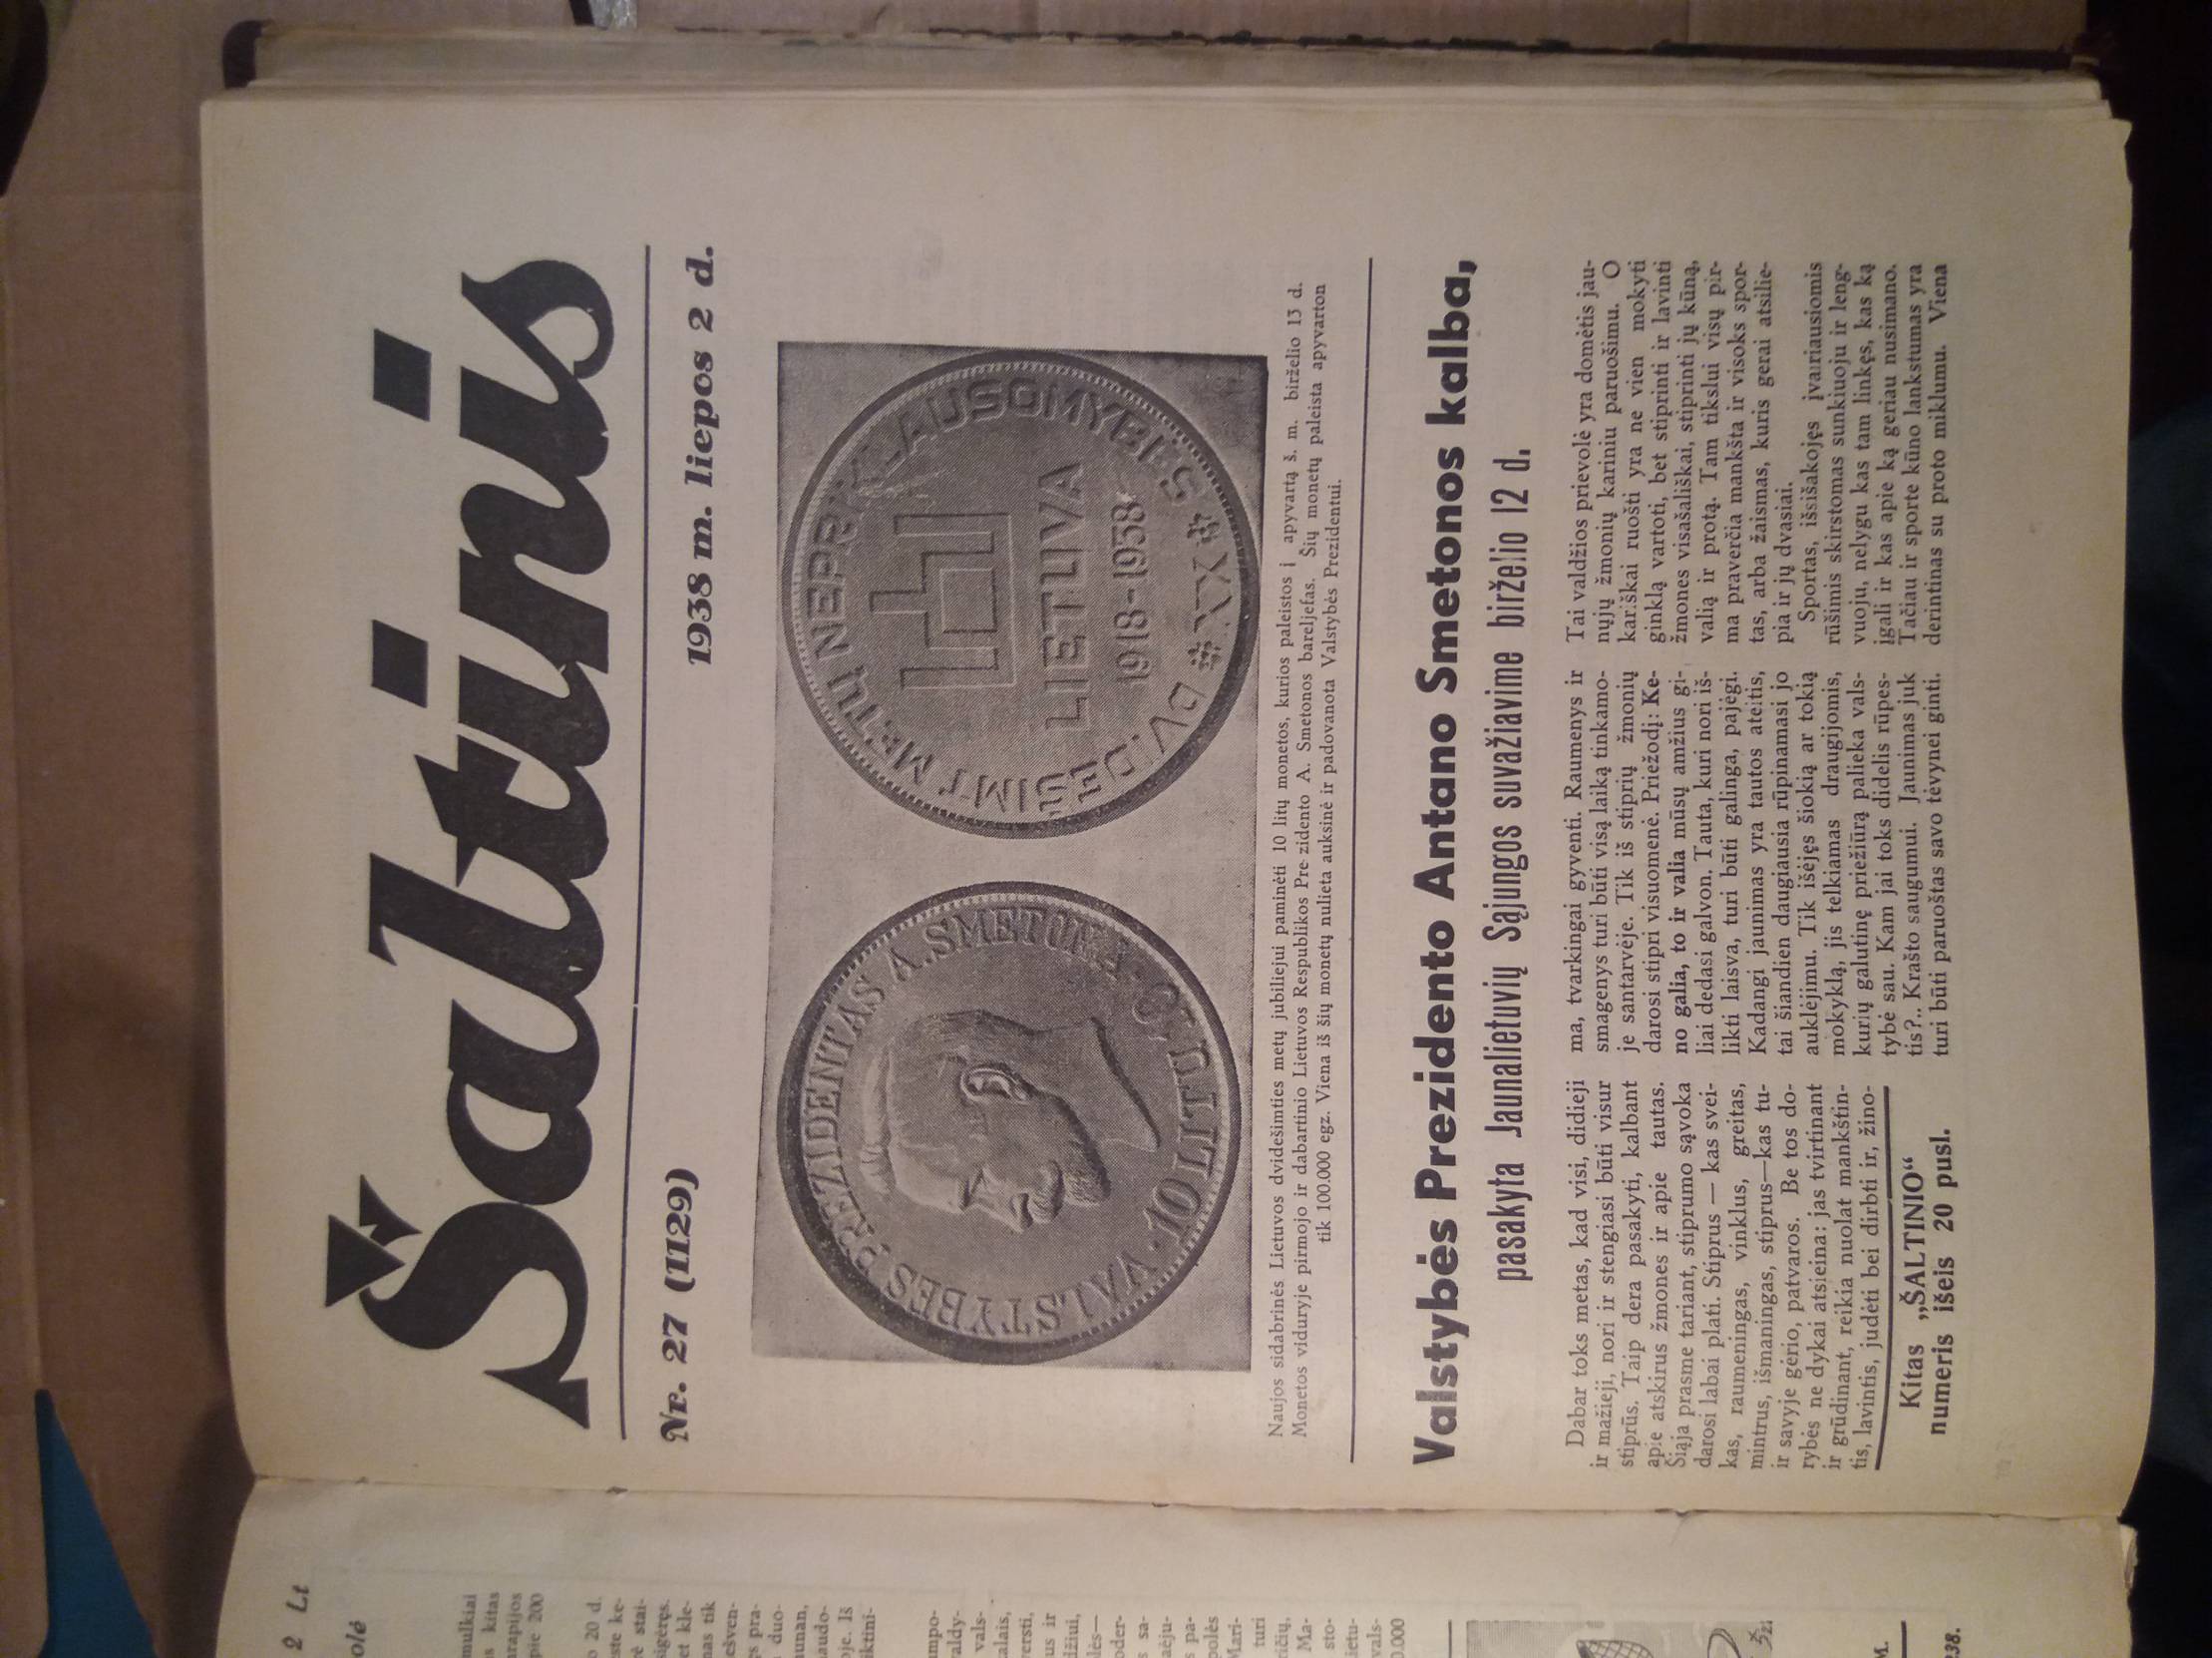 Šaltinis
Nr. 27 (1129)
1938 m. liepos 2 d.
VALSTYBĖS PREZIDENTAS A. SMETONA · 10 LITŲ ·
DVIDEŠIMT METŲ NEPRIKLAUSOMYBĖS
LIETUVA
1918-1938
XX
Naujos sidabrinės Lietuvos dvidešimties metų jubiliejui paminėti 10 litų monetos, kurios paleistos į apyvartą š. m. birželio 13 d.
Monetos viduryje pirmojo ir dabartinio Lietuvos Respublikos Pre zidento A. Smetonos bareljefas. Šių monetų paleista apyvarton
tik 100.000 egz. Viena iš šių monetų nulieta auksinė ir padovanota Valstybės Prezidentui.
Valstybės Prezidento Antano Smetonos kalba,
pasakyta Jaunalietuvių Sąjungos suvažiavime birželio 12 d.
Dabar toks metas, kad visi, didieji
ir mažieji, nori ir stengiasi būti visur
stiprūs. Taip dera pasakyti, kalbant
apie atskirus žmones ir apie tautas.
Šiąja prasme tariant, stiprumo sąvoka
darosi labai plati. Stiprus — kas svei-
kas, raumeningas, vinklus, greitas,
mintrus, išmaningas, stiprus—kas tu-
ri savyje gėrio, patvaros. Be tos do-
rybės ne dykai atsieina: jas tvirtinant
ir grūdinant, reikia nuolat mankštin-
tis, lavintis, judėti bei dirbti ir, žino-
Kitas „ŠALTINIO“
numeris išeis 20 pusl.
ma, tvarkingai gyventi. Raumenys ir
smagenys turi būti visą laiką tinkamo-
je santarvėje. Tik iš stiprių žmonių
darosi stipri visuomenė. Priežodį: Ke-
no galia, to ir valia mūsų amžius gi-
liai dedasi galvon. Tauta, kuri nori iš-
likti laisva, turi būti galinga, pajėgi.
Kadangi jaunimas yra tautos ateitis,
tai šiandien daugiausia rūpinamasi jo
auklėjimu. Tik išėjęs šiokią ar tokią
mokyklą, jis telkiamas draugijomis,
kurių galutinę priežiūrą palieka vals-
tybė sau. Kam jai toks didelis rūpes-
tis?.. Krašto saugumui. Jaunimas juk
turi būti paruoštas savo tėvynei ginti.
Tai valdžios prievolė yra domėtis jau-
nųjų žmonių kariniu paruošimu. O
kariškai ruošti yra ne vien mokyti
ginklą vartoti, bet stiprinti ir lavinti
žmones visašališkai, stiprinti jų kūną,
valią ir protą. Tam tikslui visų pir-
ma praverčia mankšta ir visoks spor-
tas, arba žaismas, kuris gerai atsilie-
pia ir jų dvasiai.
Sportas, išsišakojęs įvairiausiomis
rūšimis skirstomas sunkiuoju ir leng-
vuoju, nelygu kas tam linkęs, kas ką
įgali ir kas apie ką geriau nusimano.
Tačiau ir sporte kūno lankstumas yra
derintinas su proto miklumu. Viena